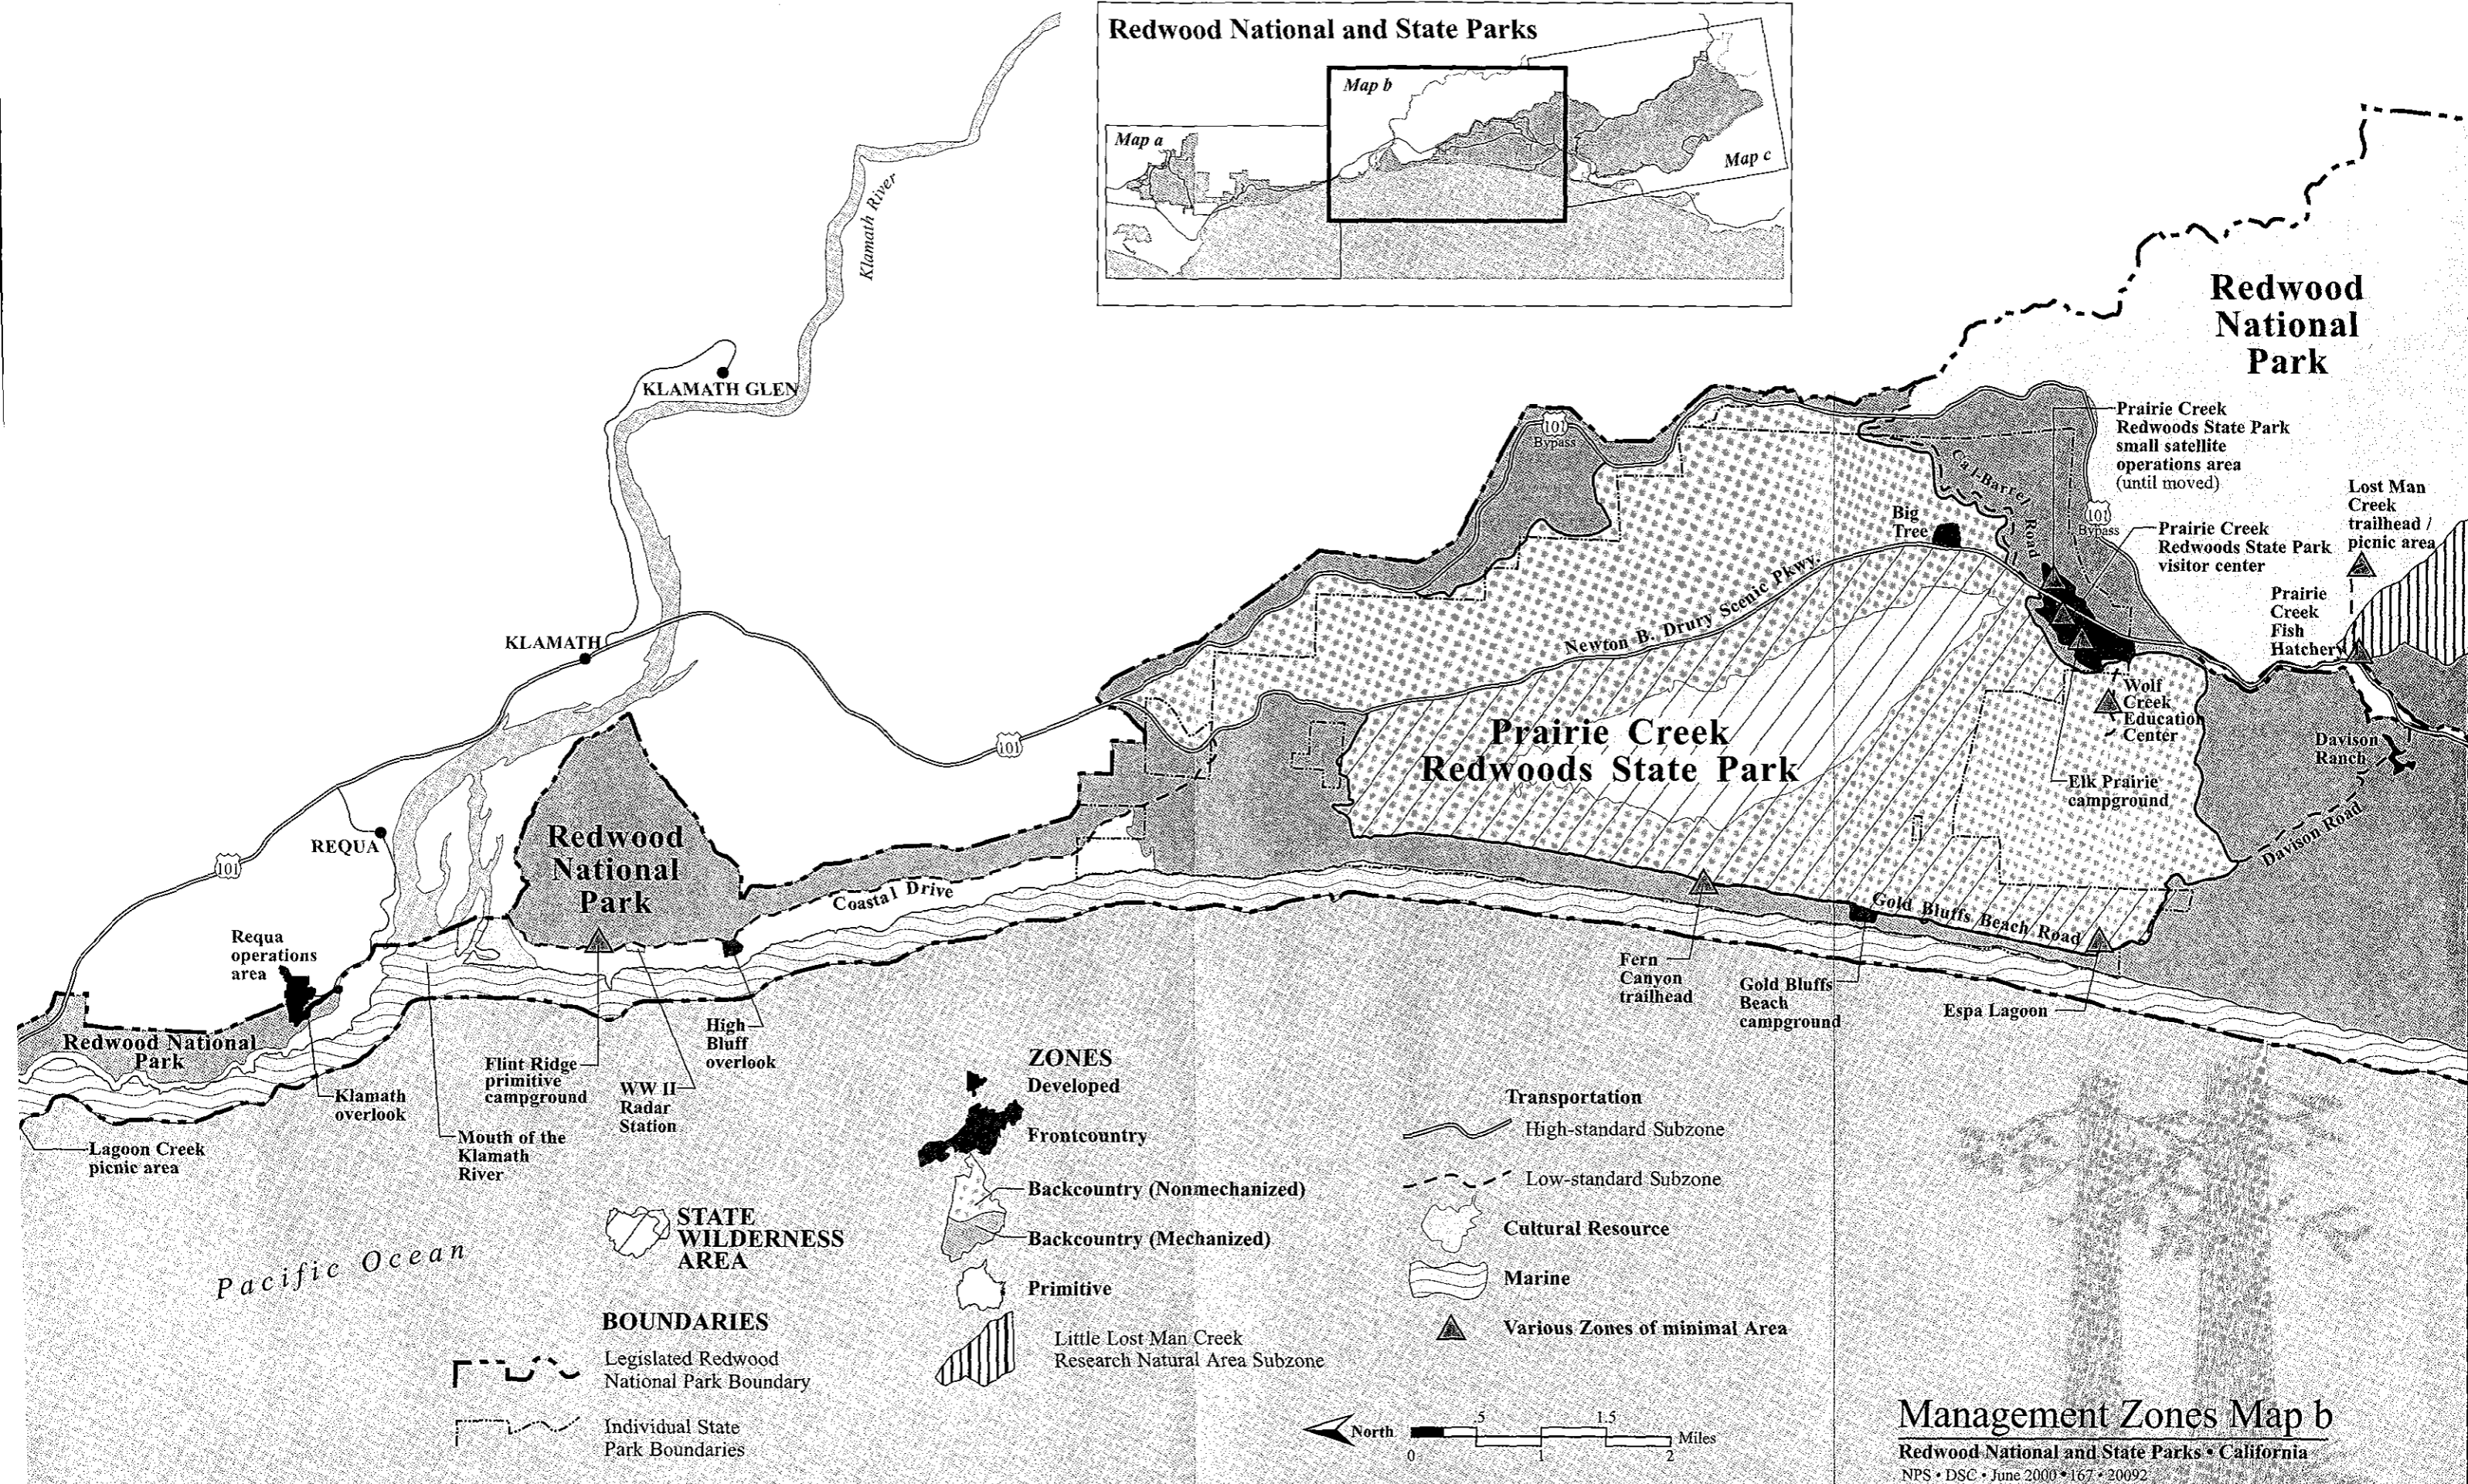 Redwood National and State Parks
Map b
Map a
Map c
Klamath River
KLAMATH GLEN
KLAMATH
REQUA
101
101
101
Bypass
101
Bypass
Redwood
National
Park
Prairie Creek
Redwoods State Park
small satellite
operations area
(until moved)
Prairie Creek
Redwoods State Park
visitor center
Lost Man
Creek
trailhead /
picnic area
Prairie
Creek
Fish
Hatchery
Big
Tree
Cal-Barrel Road
Newton B. Drury Scenic Pkwy.
Prairie Creek
Redwoods State Park
Wolf
Creek
Education
Center
Elk Prairie
campground
Davison
Ranch
Davison Road
Redwood
National
Park
Coastal Drive
Gold Bluffs Beach Road
Requa
operations
area
Redwood National
Park
Klamath
overlook
Lagoon Creek
picnic area
Mouth of the
Klamath
River
Flint Ridge
primitive
campground
WW II
Radar
Station
High
Bluff
overlook
Fern
Canyon
trailhead
Gold Bluffs
Beach
campground
Espa Lagoon
Pacific Ocean
STATE
WILDERNESS
AREA
BOUNDARIES
Legislated Redwood
National Park Boundary
Individual State
Park Boundaries
ZONES
Developed
Frontcountry
Backcountry (Nonmechanized)
Backcountry (Mechanized)
Primitive
Little Lost Man Creek
Research Natural Area Subzone
Transportation
High-standard Subzone
Low-standard Subzone
Cultural Resource
Marine
Various Zones of minimal Area
North
0 .5 1 1.5 2 Miles
Management Zones Map b
Redwood National and State Parks • California
NPS • DSC • June 2000 • 167 • 20092